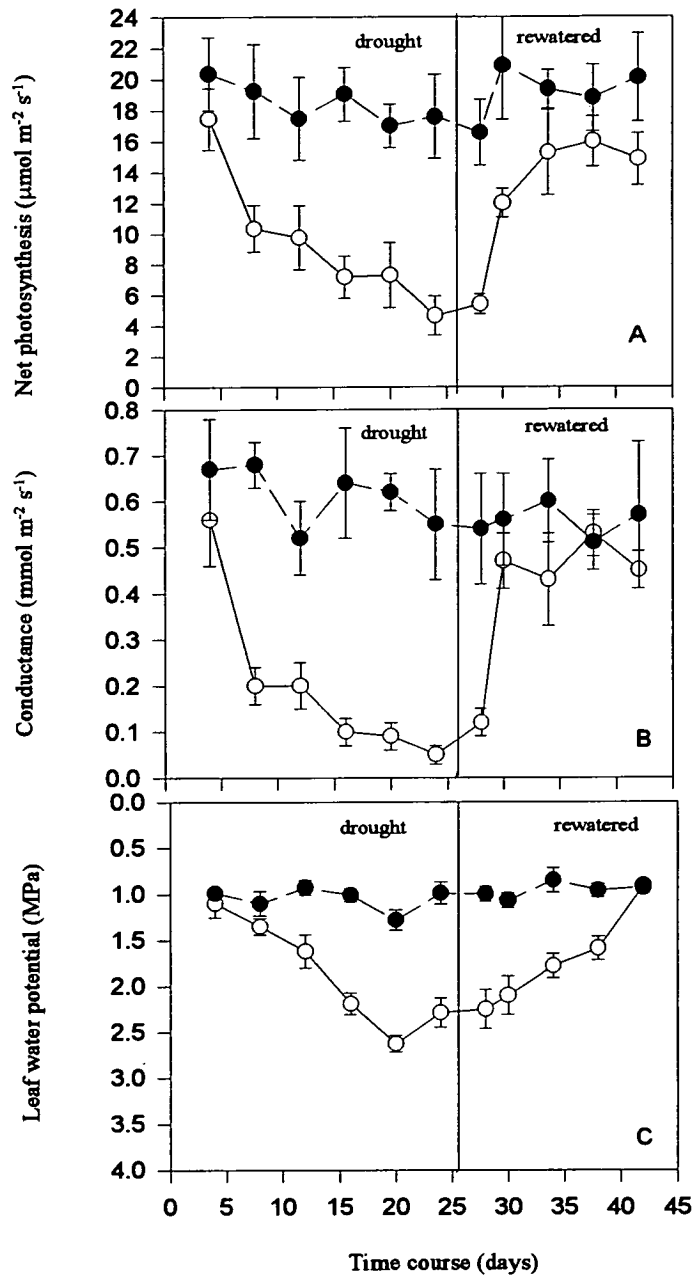 Net photosynthesis (µmol m⁻² s⁻¹)
24
22
20
18
16
14
12
10
8
6
4
2
0
drought
rewatered
A
Conductance (mmol m⁻² s⁻¹)
0.8
0.7
0.6
0.5
0.4
0.3
0.2
0.1
0.0
drought
rewatered
B
Leaf water potential (MPa)
0.0
0.5
1.0
1.5
2.0
2.5
3.0
3.5
4.0
drought
rewatered
C
0 5 10 15 20 25 30 35 40 45
Time course (days)